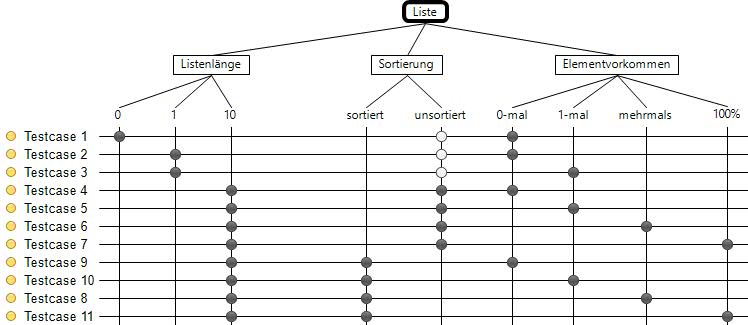 Liste
Listenlänge Sortierung Elementvorkommen
0 1 10 sortiert unsortiert 0-mal 1-mal mehrmals 100%
Testcase 1
Testcase 2
Testcase 3
Testcase 4
Testcase 5
Testcase 6
Testcase 7
Testcase 9
Testcase 10
Testcase 8
Testcase 11